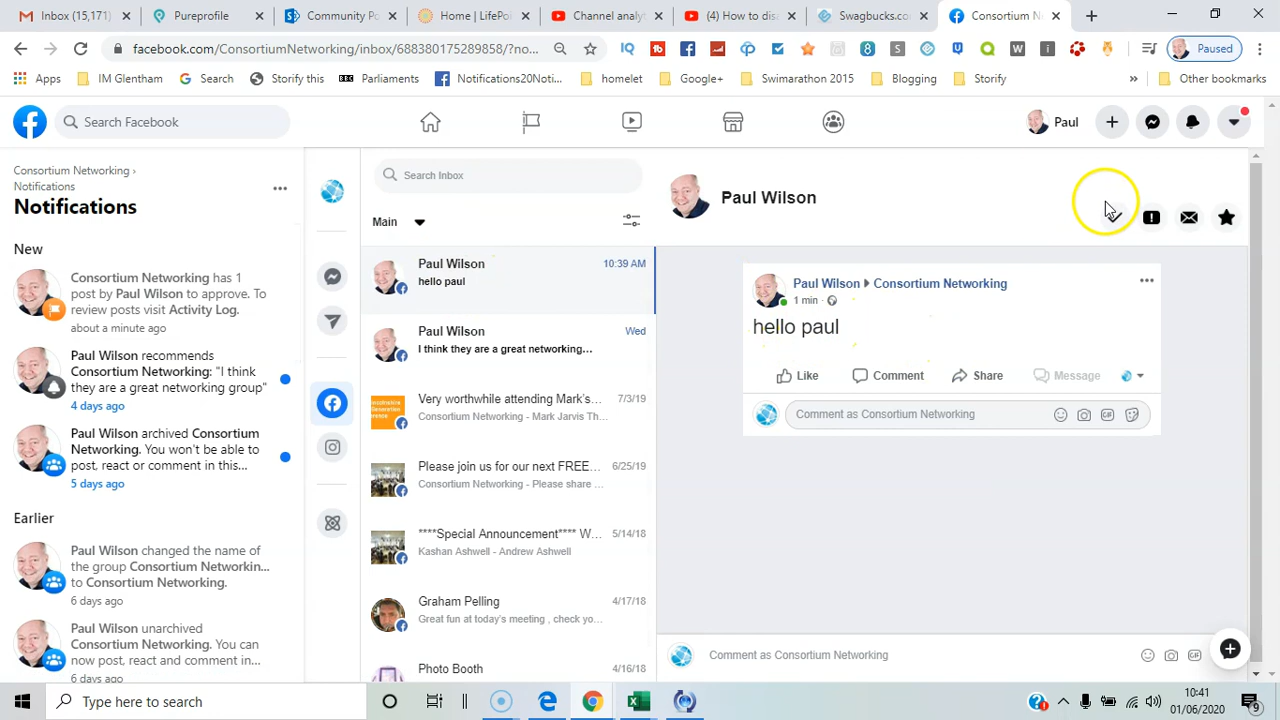 Inbox (15,171)
Pureprofile
Community Po
Home | LifePoi
Channel analyt
(4) How to disa
Swagbucks.co
Consortium N
facebook.com/ConsortiumNetworking/inbox/688380175289858/?no...
Paused
Apps
IM Glentham
Search
Storify this
Parliaments
Notifications20Noti...
homelet
Google+
Swimarathon 2015
Blogging
Storify
Other bookmarks
Search Facebook
Paul
Consortium Networking ›
Notifications
Notifications
New
Consortium Networking has 1
post by Paul Wilson to approve. To
review posts visit Activity Log.
about a minute ago
Paul Wilson recommends
Consortium Networking: "I think
they are a great networking group"
4 days ago
Paul Wilson archived Consortium
Networking. You won't be able to
post, react or comment in this...
5 days ago
Earlier
Paul Wilson changed the name of
the group Consortium Networkin...
to Consortium Networking.
6 days ago
Paul Wilson unarchived
Consortium Networking. You can
now post, react and comment in...
6 days ago
Search Inbox
Main
Paul Wilson 10:39 AM
hello paul
Paul Wilson Wed
I think they are a great networking...
Very worthwhile attending Mark's... 7/3/19
Consortium Networking - Mark Jarvis Th...
Please join us for our next FREE... 6/25/19
Consortium Networking - Please share ...
****Special Announcement**** W... 5/14/18
Kashan Ashwell - Andrew Ashwell
Graham Pelling 4/17/18
Great fun at today's meeting , check yo...
Photo Booth 4/16/18
Paul Wilson
Paul Wilson Consortium Networking
1 min ·
hello paul
Like Comment Share Message
Comment as Consortium Networking
Comment as Consortium Networking
Type here to search
10:41
01/06/2020